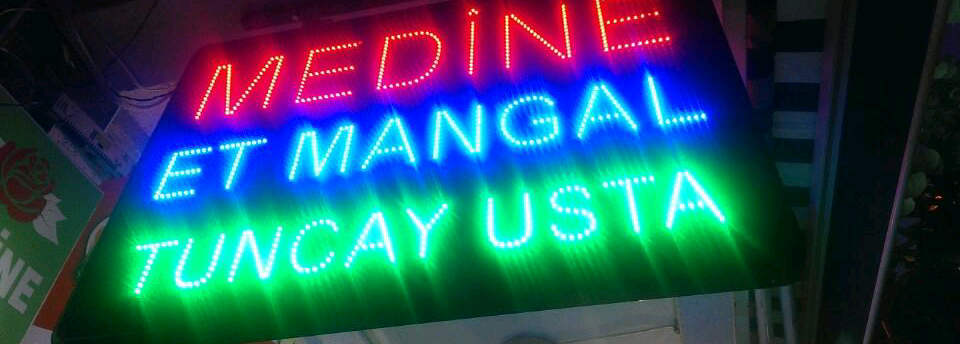 MEDİNE
ET MANGAL
TUNCAY USTA